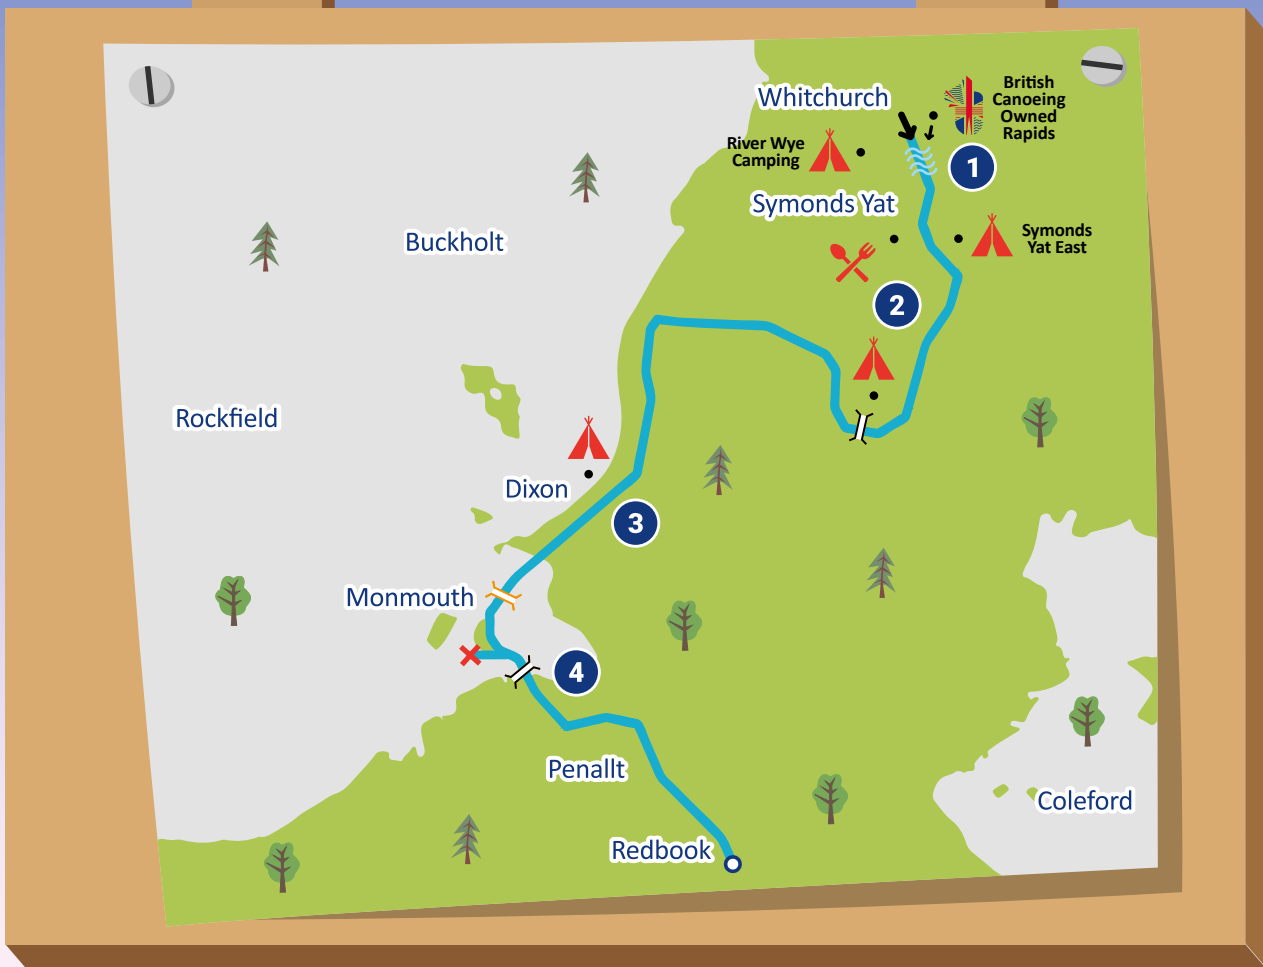 Whitchurch
British
Canoeing
Owned
Rapids
River Wye
Camping
1
Symonds Yat
Symonds
Yat East
Buckholt
2
Rockfield
Dixon
3
Monmouth
4
Penallt
Coleford
Redbook